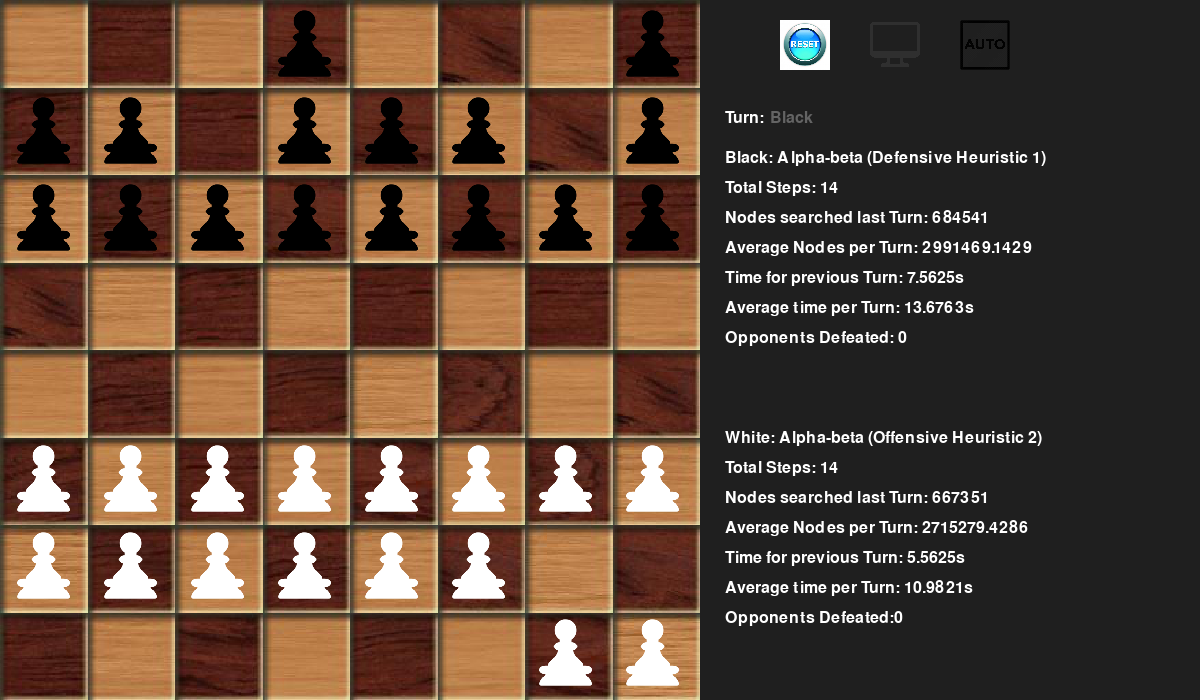 RESET
AUTO
Turn: Black
Black: Alpha-beta (Defensive Heuristic 1)
Total Steps: 14
Nodes searched last Turn: 684541
Average Nodes per Turn: 2991469.1429
Time for previous Turn: 7.5625s
Average time per Turn: 13.6763s
Opponents Defeated: 0
White: Alpha-beta (Offensive Heuristic 2)
Total Steps: 14
Nodes searched last Turn: 667351
Average Nodes per Turn: 2715279.4286
Time for previous Turn: 5.5625s
Average time per Turn: 10.9821s
Opponents Defeated:0